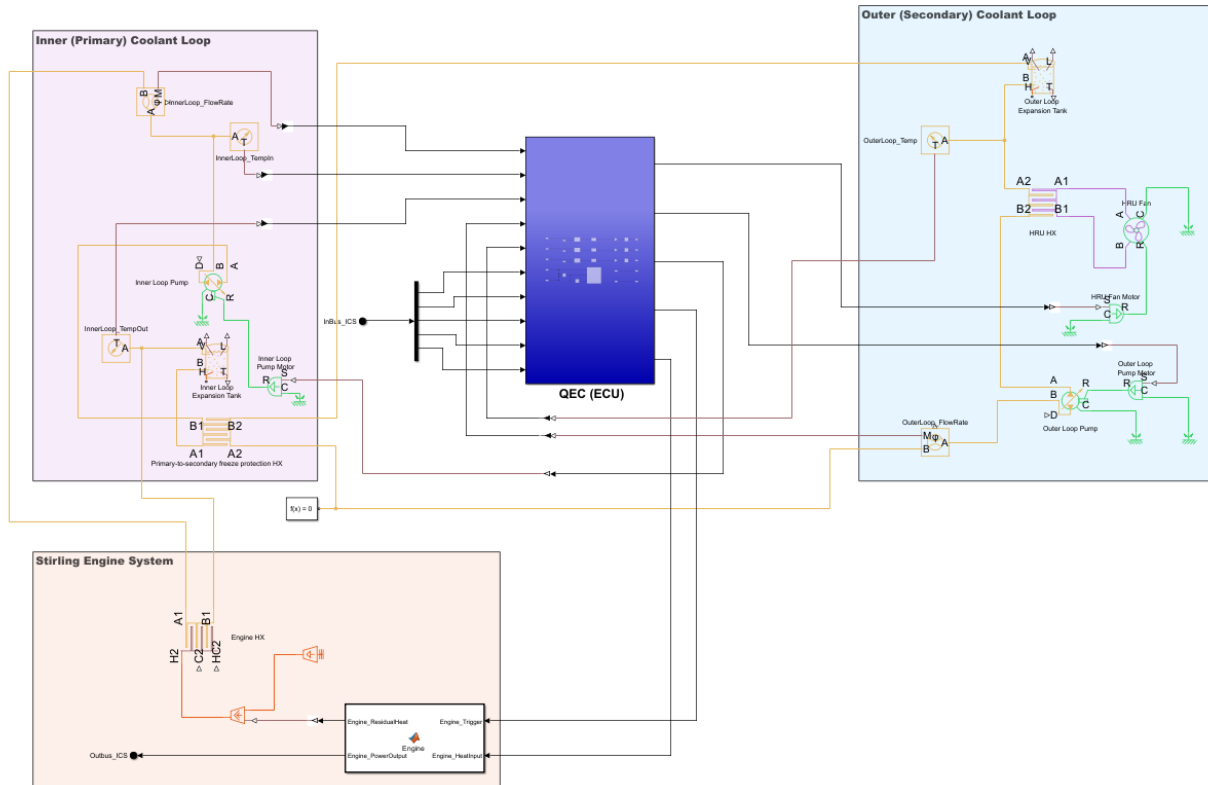 Inner (Primary) Coolant Loop
B
M
φ
A
InnerLoop_FlowRate
A
T
InnerLoop_TempIn
D
B
A
Inner Loop Pump
C
R
InnerLoop_TempOut
T
A
A
V
L
B
H
T
Inner Loop
Expansion Tank
Inner Loop
Pump Motor
R
S
C
B1
B2
A1
A2
Primary-to-secondary freeze protection HX
f(x) = 0
InBus_ICS
QEC (ECU)
Outer (Secondary) Coolant Loop
A
V
L
B
H
T
Outer Loop
Expansion Tank
OuterLoop_Temp
T
A
A2
A1
B2
B1
HRU HX
HRU Fan
A
C
B
R
HRU Fan Motor
S
R
C
Outer Loop
Pump Motor
R
S
C
A
R
B
C
D
Outer Loop Pump
OuterLoop_FlowRate
M
φ
A
B
Stirling Engine System
A1
B1
Engine HX
H2
C2
HC2
Engine_ResidualHeat
Engine_Trigger
Engine
Engine_PowerOutput
Engine_HeatInput
Outbus_ICS